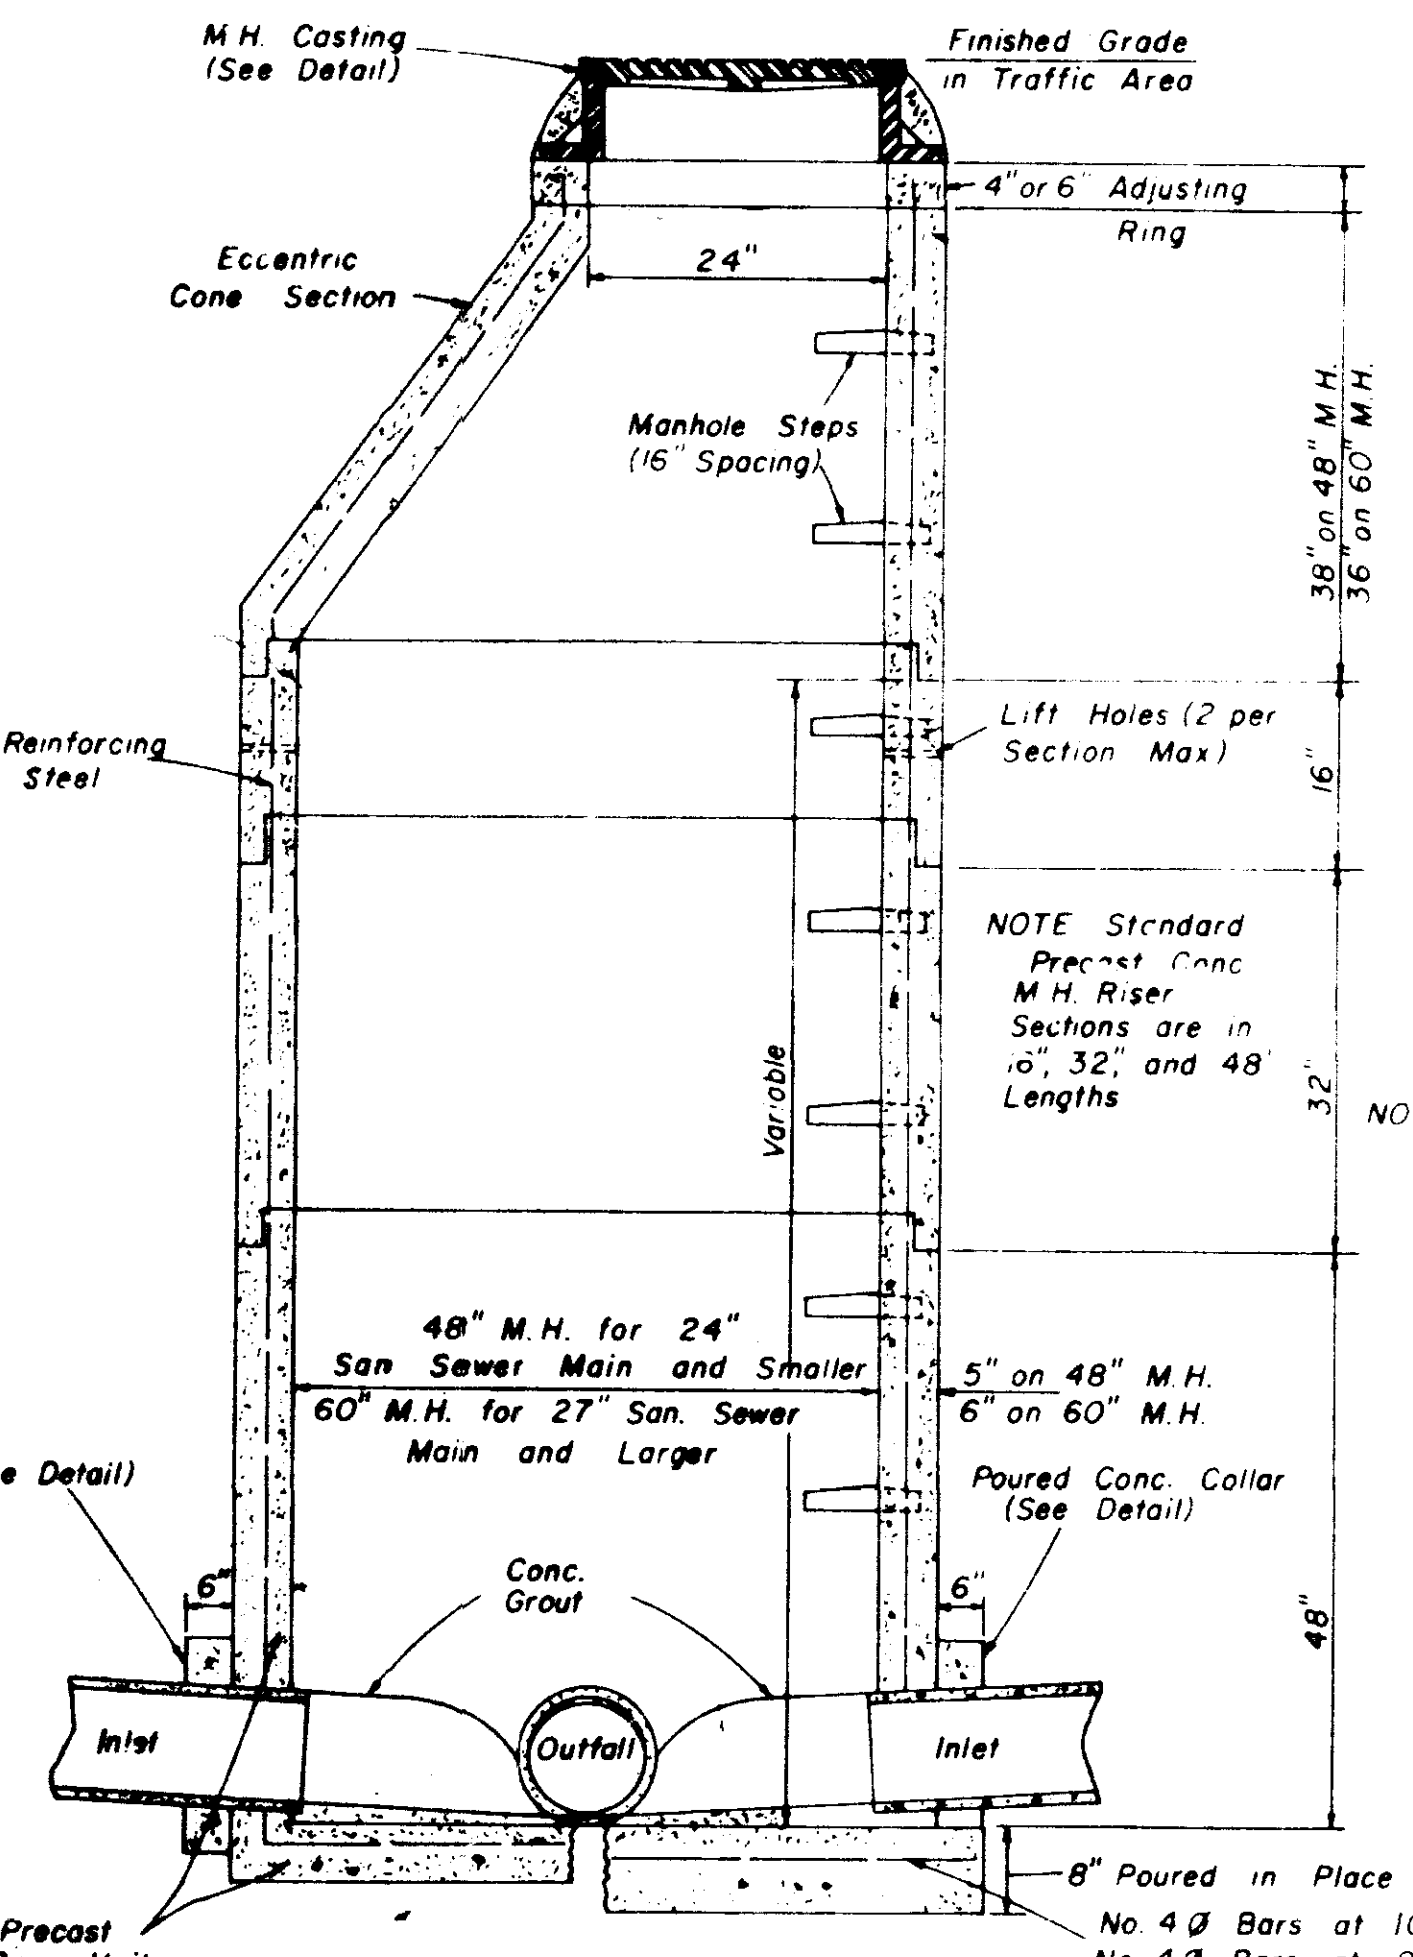 M.H. Casting
(See Detail)
Finished Grade
in Traffic Area
4" or 6" Adjusting
Ring
Eccentric
Cone Section
24"
Manhole Steps
(16" Spacing)
38" on 48" M.H.
36" on 60" M.H.
Reinforcing
Steel
Lift Holes (2 per
Section Max)
16"
NOTE Standard
Precast Conc
M.H. Riser
Sections are in
16", 32," and 48"
Lengths
Variable
32"
NO
48" M.H. for 24"
San Sewer Main and Smaller
60" M.H. for 27" San. Sewer
Main and Larger
5" on 48" M.H.
6" on 60" M.H.
e Detail)
Poured Conc. Collar
(See Detail)
6"
Conc.
Grout
6"
48"
Inlet
Outfall
Inlet
8" Poured in Place
Precast
No. 4 Ø Bars at
No. 4 Ø Bars at